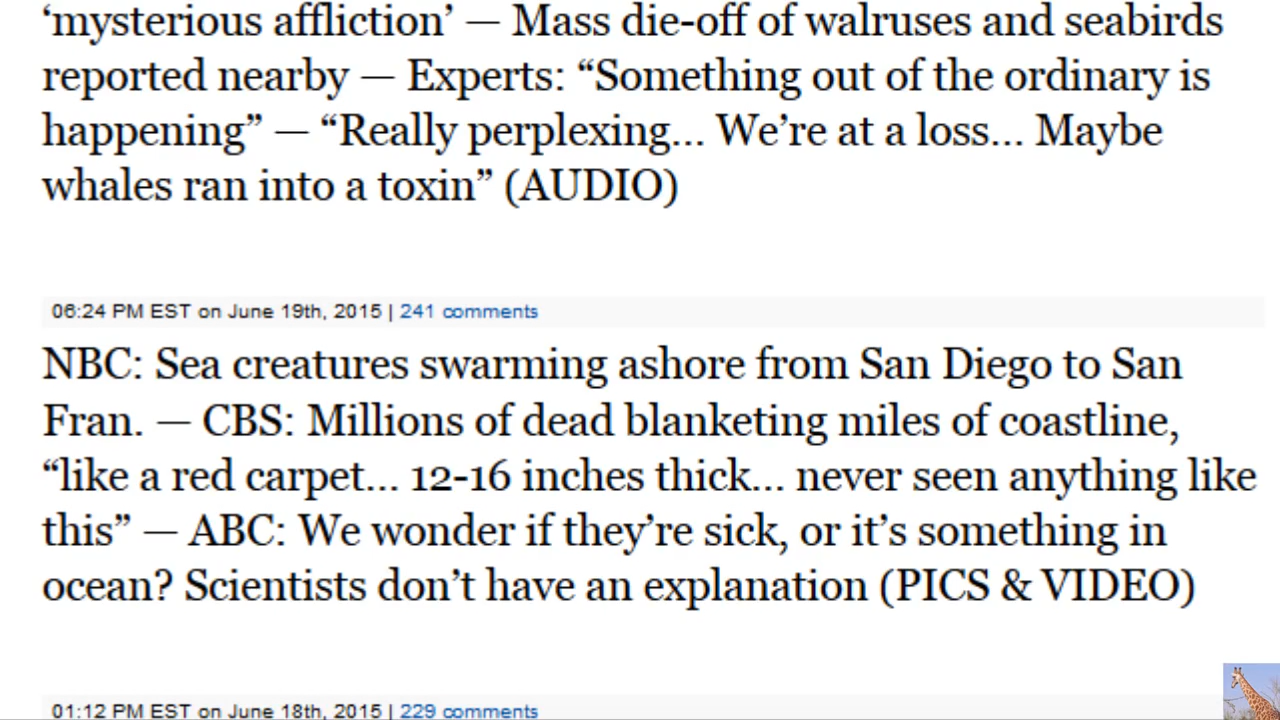 ‘mysterious affliction’ — Mass die-off of walruses and seabirds
reported nearby — Experts: “Something out of the ordinary is
happening” — “Really perplexing… We’re at a loss… Maybe
whales ran into a toxin” (AUDIO)
06:24 PM EST on June 19th, 2015 | 241 comments
NBC: Sea creatures swarming ashore from San Diego to San
Fran. — CBS: Millions of dead blanketing miles of coastline,
“like a red carpet… 12-16 inches thick… never seen anything like
this” — ABC: We wonder if they’re sick, or it’s something in
ocean? Scientists don’t have an explanation (PICS & VIDEO)
01:12 PM EST on June 18th, 2015 | 229 comments